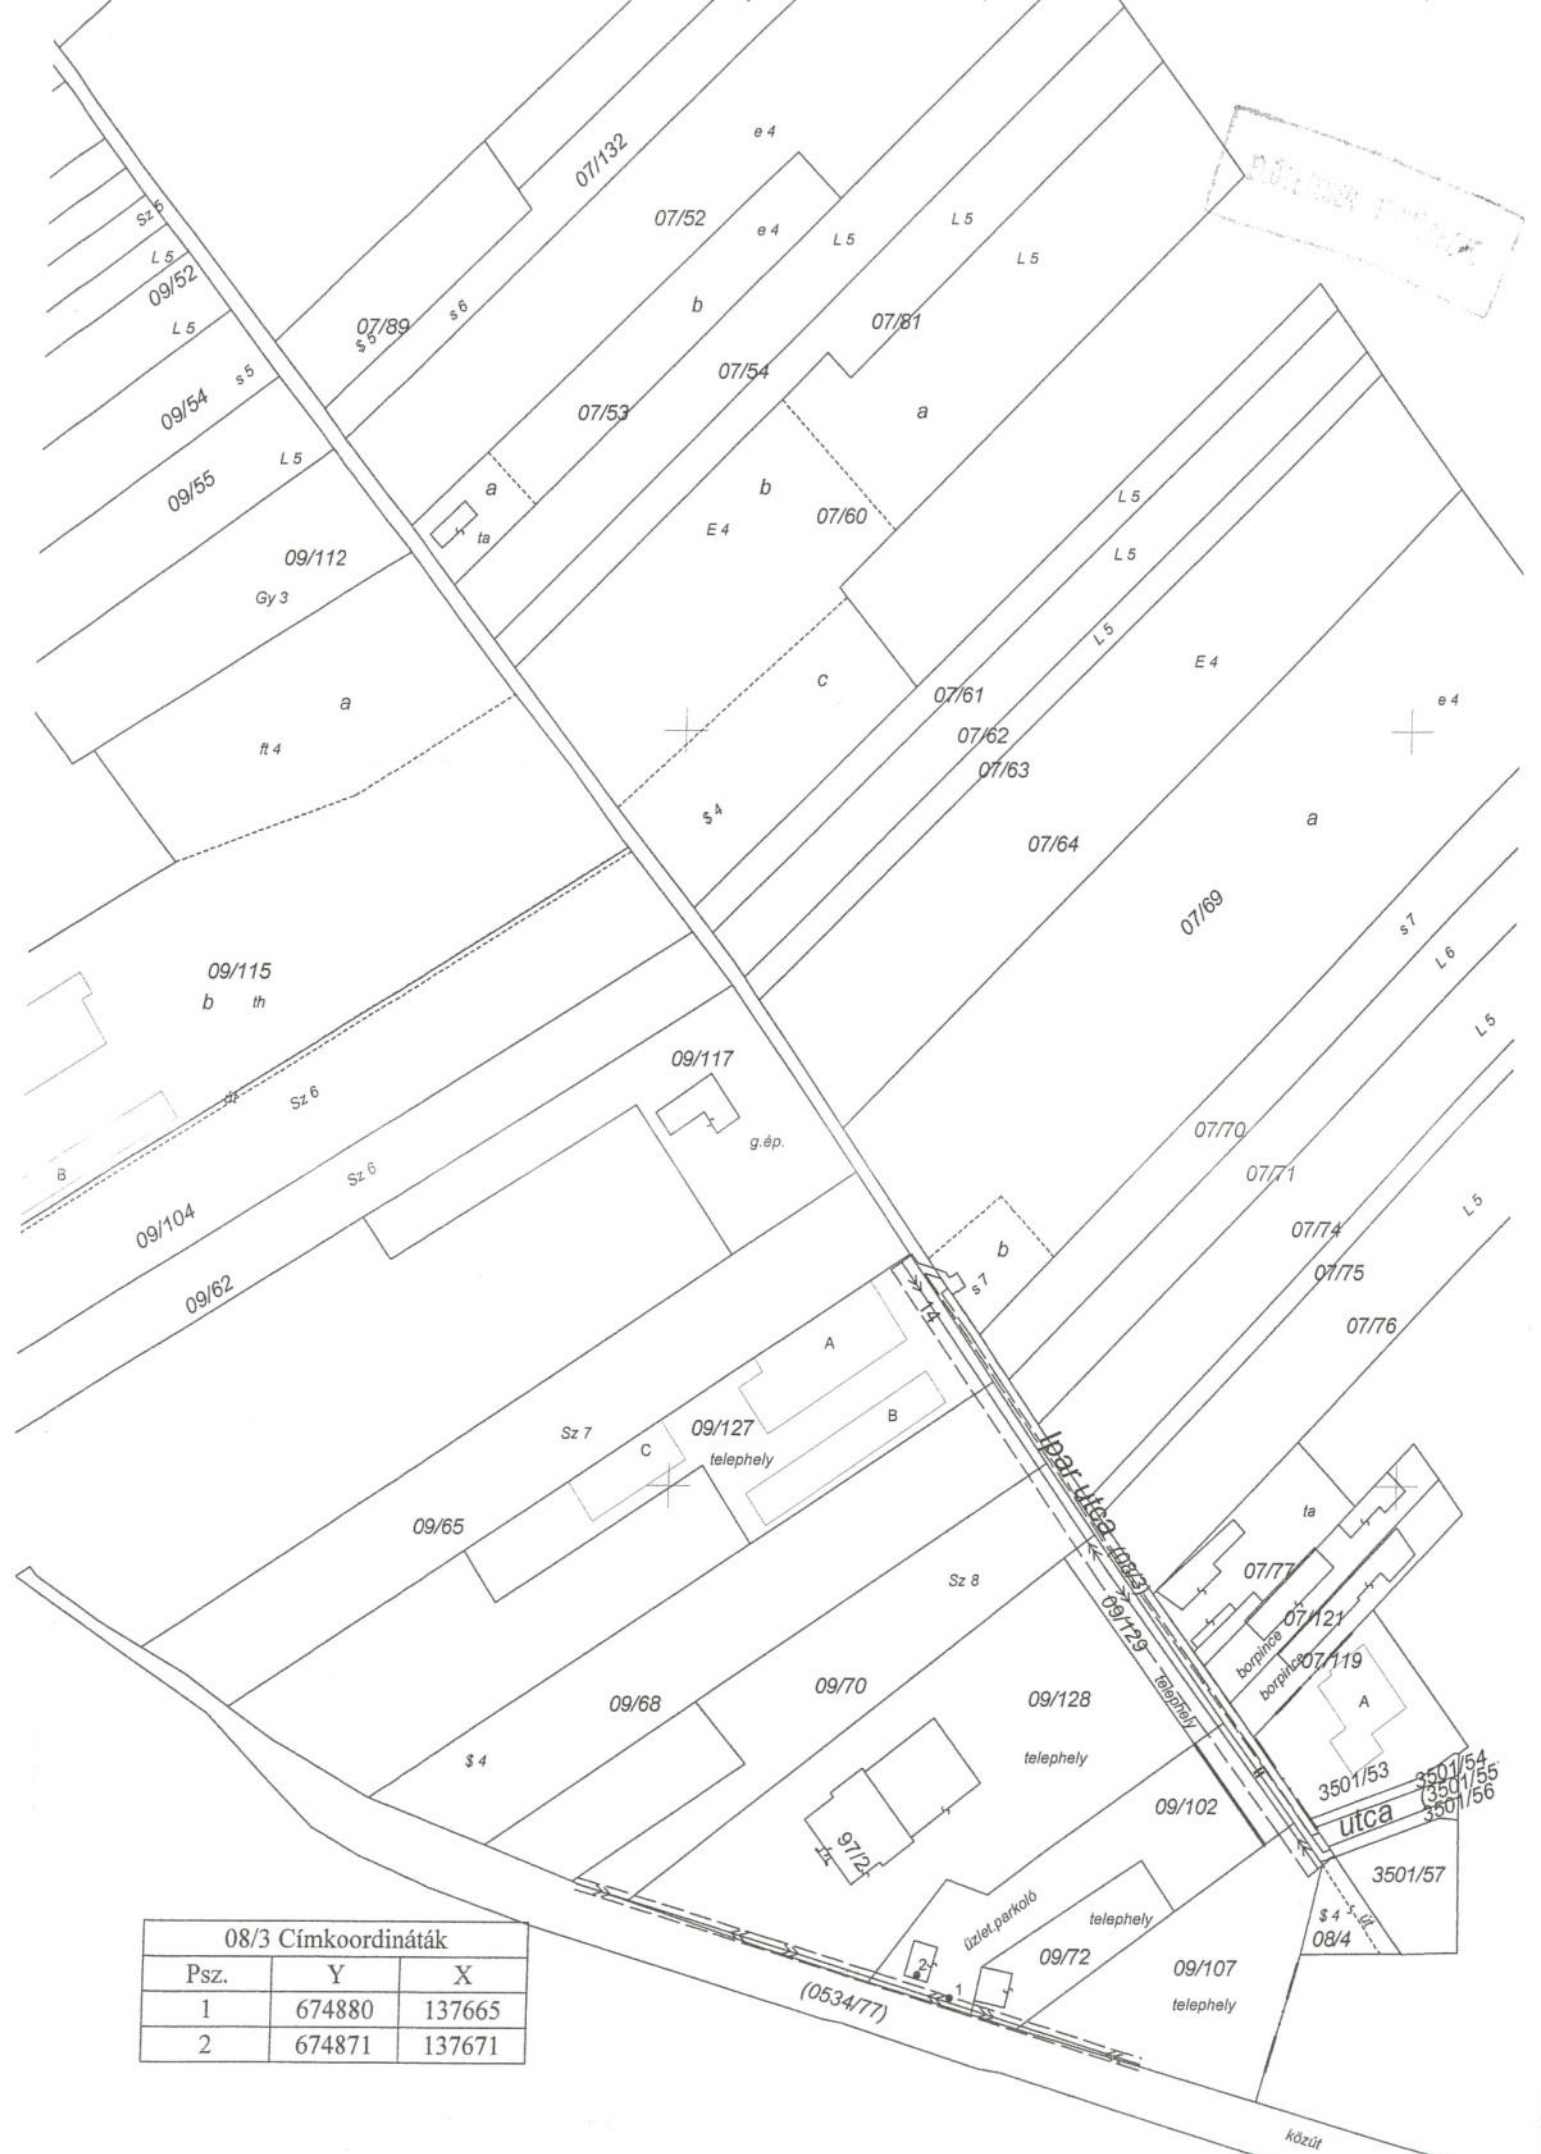 e 4
07/132
07/52
e 4
L 5
L 5
L 5
Sz 5
L 5
09/52
L 5
s 5
09/54
07/89
$ 5
s 6
b
07/81
07/54
07/53
a
L 5
09/55
a
b
07/60
E 4
ta
L 5
L 5
09/112
Gy 3
L 5
E 4
c
07/61
e 4
a
07/62
ft 4
07/63
$ 4
a
07/64
07/69
s 7
L 6
09/115
b th
L 5
09/117
Sz 6
g.ép.
07/70
B
Sz 6
07/71
09/104
07/74
L 5
b
07/75
09/62
s 7
14
07/76
A
B
09/127
Sz 7
C
telephely
Ipar utca
(08/3)
09/65
ta
Sz 8
07/77
09/129
07/121
borpince
07/119
borpince
09/70
09/68
09/128
telephely
A
$ 4
telephely
3501/53
3501/54
(3501/55
3501/56
utca
09/102
97/2
3501/57
üzlet.parkoló
telephely
$ 4
út
08/4
09/72
09/107
telephely
2
1
(0534/77)
közút
08/3 Címkoordináták
Psz. Y X
1 674880 137665
2 674871 137671